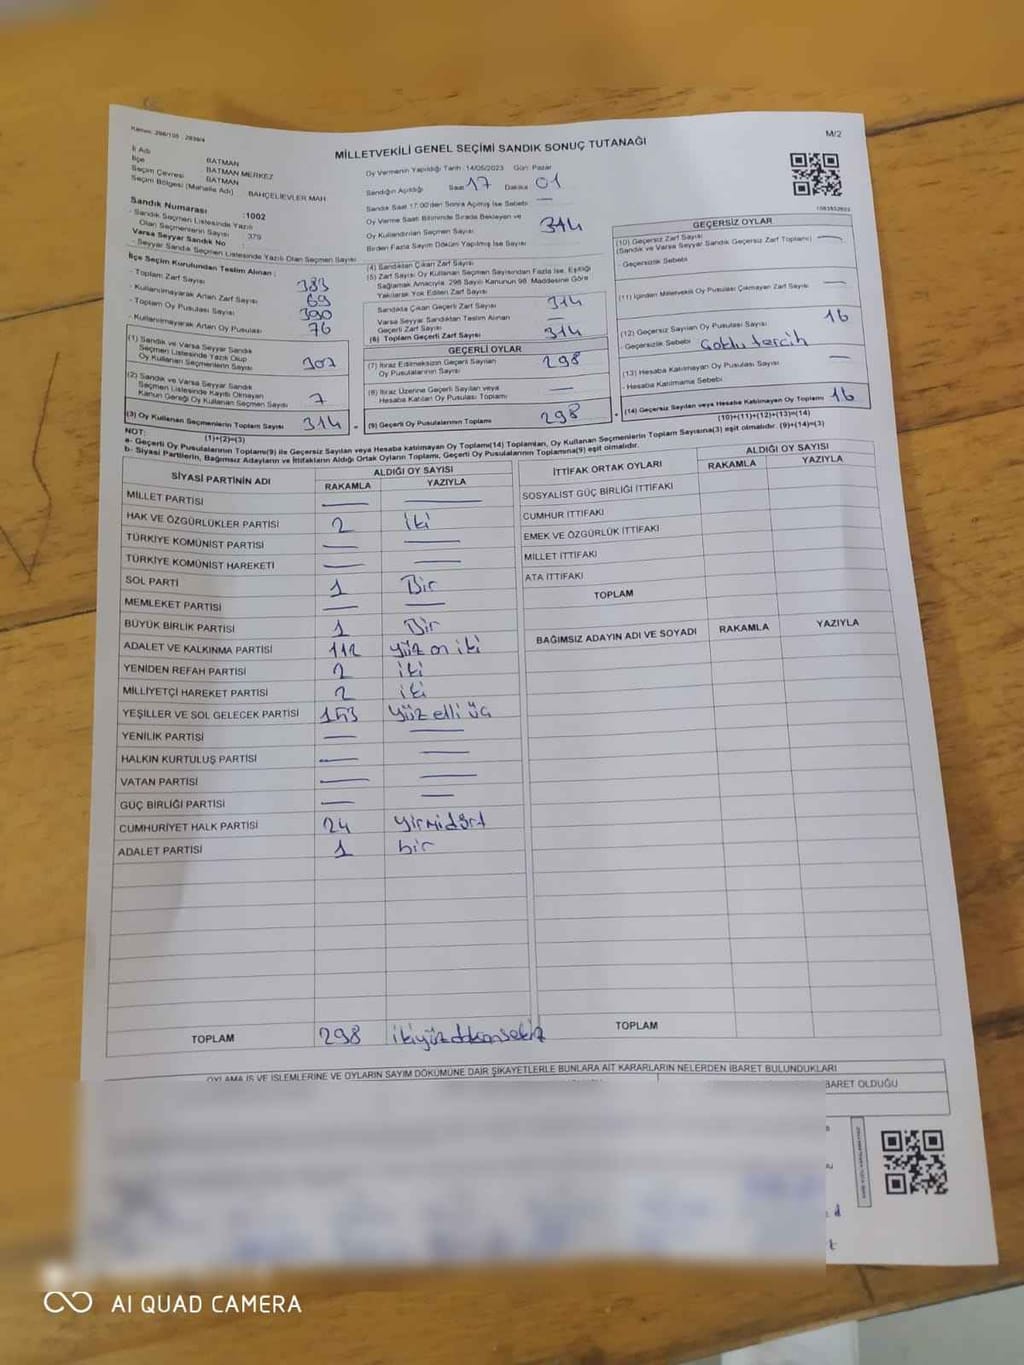 Kanun: 298/105 : 2839/4
M/2
MİLLETVEKİLİ GENEL SEÇİMİ SANDIK SONUÇ TUTANAĞI
İl Adı BATMAN
İlçe BATMAN MERKEZ
Seçim Çevresi BATMAN
Seçim Bölgesi (Mahalle Adı) BAHÇELİEVLER MAH
Sandık Numarası :1002
- Sandık Seçmen Listesinde Yazılı
Olan Seçmenlerin Sayısı 379
Varsa Seyyar Sandık No :
- Seyyar Sandık Seçmen Listesinde Yazılı Olan Seçmen Sayısı
İlçe Seçim Kurulundan Teslim Alınan :
- Toplam Zarf Sayısı 383
- Kullanılmayarak Artan Zarf Sayısı 69
- Toplam Oy Pusulası Sayısı 390
- Kullanılmayarak Artan Oy Pusulası 76
(1) Sandık ve Varsa Seyyar Sandık
Seçmen Listesinde Yazılı Olup
Oy Kullanan Seçmenlerin Sayısı 307
(2) Sandık ve Varsa Seyyar Sandık
Seçmen Listesinde Kayıtlı Olmayan
Kanun Gereği Oy Kullanan Seçmen Sayısı 7
(3) Oy Kullanan Seçmenlerin Toplam Sayısı 314
(1)+(2)=(3)
Oy Vermenin Yapıldığı Tarih :14/05/2023 Gün: Pazar
Sandığın Açıldığı Saat 17 Dakika 01
Sandık Saat 17:00'den Sonra Açılmış İse Sebebi —
Oy Verme Saati Bitiminde Sırada Bekleyen ve
Oy Kullandırılan Seçmen Sayısı 314
Birden Fazla Sayım Döküm Yapılmış İse Sayısı
(4) Sandıktan Çıkan Zarf Sayısı
(5) Zarf Sayısı Oy Kullanan Seçmen Sayısından Fazla İse, Eşitliği
Sağlamak Amacıyla, 298 Sayılı Kanunun 98. Maddesine Göre
Yakılarak Yok Edilen Zarf Sayısı
Sandıkta Çıkan Geçerli Zarf Sayısı 314
Varsa Seyyar Sandıktan Teslim Alınan
Geçerli Zarf Sayısı —
(6) Toplam Geçerli Zarf Sayısı 314
GEÇERLİ OYLAR
(7) İtiraz Edilmeksizin Geçerli Sayılan
Oy Pusulalarının Sayısı 298
(8) İtiraz Üzerine Geçerli Sayılan veya
Hesaba Katılan Oy Pusulası Toplamı —
(9) Geçerli Oy Pusulalarının Toplamı 298
1083532023
GEÇERSİZ OYLAR
(10) Geçersiz Zarf Sayısı
(Sandık ve Varsa Seyyar Sandık Geçersiz Zarf Toplamı) —
- Geçersizlik Sebebi
(11) İçinden Milletvekili Oy Pusulası Çıkmayan Zarf Sayısı —
(12) Geçersiz Sayılan Oy Pusulası Sayısı 16
- Geçersizlik Sebebi Çoklu tercih
(13) Hesaba Katılmayan Oy Pusulası Sayısı —
- Hesaba Katılmama Sebebi
(14) Geçersiz Sayılan veya Hesaba Katılmayan Oy Toplamı 16
(10)+(11)+(12)+(13)=(14)
NOT:
a- Geçerli Oy Pusulalarının Toplamı(9) ile Geçersiz Sayılan veya Hesaba katılmayan Oy Toplamı(14) Toplamları, Oy Kullanan Seçmenlerin Toplam Sayısına(3) eşit olmalıdır. (9)+(14)=(3)
b- Siyasi Partilerin, Bağımsız Adayların ve İttifakların Aldığı Ortak Oyların Toplamı, Geçerli Oy Pusulalarının Toplamına(9) eşit olmalıdır.
SİYASİ PARTİNİN ADI ALDIĞI OY SAYISI
RAKAMLA YAZIYLA
MİLLET PARTİSİ — —
HAK VE ÖZGÜRLÜKLER PARTİSİ 2 iki
TÜRKİYE KOMÜNİST PARTİSİ — —
TÜRKİYE KOMÜNİST HAREKETİ — —
SOL PARTİ 1 Bir
MEMLEKET PARTİSİ — —
BÜYÜK BİRLİK PARTİSİ 1 Bir
ADALET VE KALKINMA PARTİSİ 112 yüz on iki
YENİDEN REFAH PARTİSİ 2 iki
MİLLİYETÇİ HAREKET PARTİSİ 2 iki
YEŞİLLER VE SOL GELECEK PARTİSİ 153 yüz elli üç
YENİLİK PARTİSİ — —
HALKIN KURTULUŞ PARTİSİ — —
VATAN PARTİSİ — —
GÜÇ BİRLİĞİ PARTİSİ — —
CUMHURİYET HALK PARTİSİ 24 yirmidört
ADALET PARTİSİ 1 bir
TOPLAM 298 ikiyüzdoksansekiz
İTTİFAK ORTAK OYLARI ALDIĞI OY SAYISI
RAKAMLA YAZIYLA
SOSYALİST GÜÇ BİRLİĞİ İTTİFAKI
CUMHUR İTTİFAKI
EMEK VE ÖZGÜRLÜK İTTİFAKI
MİLLET İTTİFAKI
ATA İTTİFAKI
TOPLAM
BAĞIMSIZ ADAYIN ADI VE SOYADI RAKAMLA YAZIYLA
TOPLAM
OYLAMA İŞ VE İŞLEMLERİNE VE OYLARIN SAYIM DÖKÜMÜNE DAİR ŞİKAYETLERLE BUNLARA AİT KARARLARIN NELERDEN İBARET BULUNDUKLARI
BARET OLDUĞU
AI QUAD CAMERA